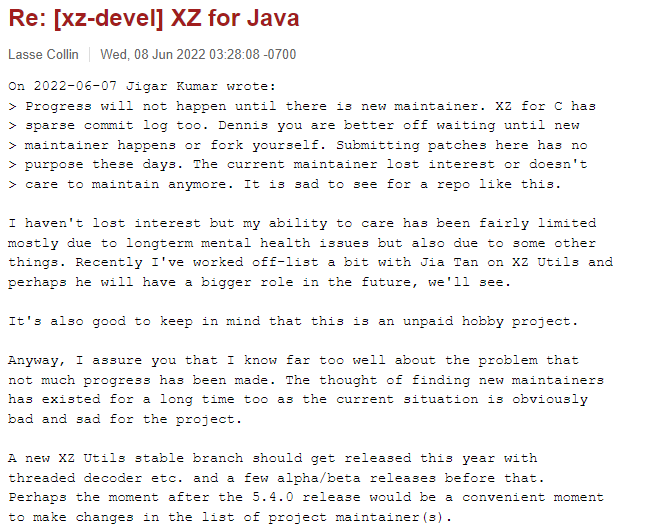 Re: [xz-devel] XZ for Java
Lasse Collin Wed, 08 Jun 2022 03:28:08 -0700
On 2022-06-07 Jigar Kumar wrote:
> Progress will not happen until there is new maintainer. XZ for C has
> sparse commit log too. Dennis you are better off waiting until new
> maintainer happens or fork yourself. Submitting patches here has no
> purpose these days. The current maintainer lost interest or doesn't
> care to maintain anymore. It is sad to see for a repo like this.
I haven't lost interest but my ability to care has been fairly limited
mostly due to longterm mental health issues but also due to some other
things. Recently I've worked off-list a bit with Jia Tan on XZ Utils and
perhaps he will have a bigger role in the future, we'll see.
It's also good to keep in mind that this is an unpaid hobby project.
Anyway, I assure you that I know far too well about the problem that
not much progress has been made. The thought of finding new maintainers
has existed for a long time too as the current situation is obviously
bad and sad for the project.
A new XZ Utils stable branch should get released this year with
threaded decoder etc. and a few alpha/beta releases before that.
Perhaps the moment after the 5.4.0 release would be a convenient moment
to make changes in the list of project maintainer(s).